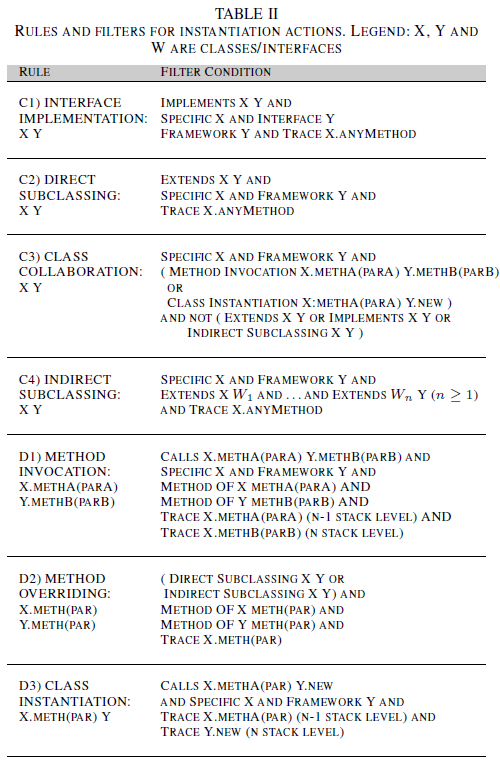 TABLE II
RULES AND FILTERS FOR INSTANTIATION ACTIONS. LEGEND: X, Y AND
W ARE CLASSES/INTERFACES
RULE FILTER CONDITION
C1) INTERFACE IMPLEMENTS X Y AND
IMPLEMENTATION: SPECIFIC X AND INTERFACE Y
X Y FRAMEWORK Y AND TRACE X.ANYMETHOD
C2) DIRECT EXTENDS X Y AND
SUBCLASSING: SPECIFIC X AND FRAMEWORK Y AND
X Y TRACE X.ANYMETHOD
C3) CLASS SPECIFIC X AND FRAMEWORK Y AND
COLLABORATION: ( METHOD INVOCATION X.METHA(PARA) Y.METHB(PARB)
X Y OR
CLASS INSTANTIATION X:METHA(PARA) Y.NEW )
AND NOT ( EXTENDS X Y OR IMPLEMENTS X Y OR
INDIRECT SUBCLASSING X Y )
C4) INDIRECT SPECIFIC X AND FRAMEWORK Y AND
SUBCLASSING: EXTENDS X W₁ AND ... AND EXTENDS Wₙ Y (n ≥ 1)
X Y AND TRACE X.ANYMETHOD
D1) METHOD CALLS X.METHA(PARA) Y.METHB(PARB) AND
INVOCATION: SPECIFIC X AND FRAMEWORK Y AND
X.METHA(PARA) METHOD OF X METHA(PARA) AND
Y.METHB(PARB) METHOD OF Y METHB(PARB) AND
TRACE X.METHA(PARA) (N-1 STACK LEVEL) AND
TRACE X.METHB(PARB) (N STACK LEVEL)
D2) METHOD ( DIRECT SUBCLASSING X Y OR
OVERRIDING: INDIRECT SUBCLASSING X Y) AND
X.METH(PAR) METHOD OF X METH(PAR) AND
Y.METH(PAR) METHOD OF Y METH(PAR) AND
TRACE X.METH(PAR)
D3) CLASS CALLS X.METHA(PAR) Y.NEW
INSTANTIATION: AND SPECIFIC X AND FRAMEWORK Y AND
X.METH(PAR) Y TRACE X.METHA(PAR) (N-1 STACK LEVEL) AND
TRACE Y.NEW (N STACK LEVEL)